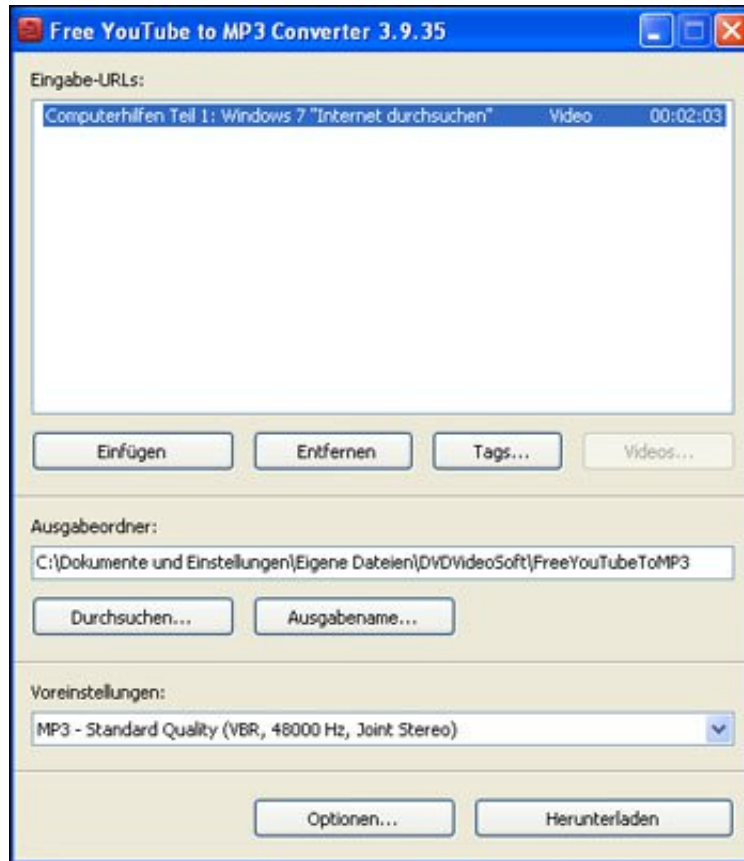 Free YouTube to MP3 Converter 3.9.35
Eingabe-URLs:
Computerhilfen Teil 1: Windows 7 "Internet durchsuchen" Video 00:02:03
Einfügen Entfernen Tags... Videos...
Ausgabeordner:
C:\Dokumente und Einstellungen\Eigene Dateien\DVDVideoSoft\FreeYouTubeToMP3
Durchsuchen... Ausgabename...
Voreinstellungen:
MP3 - Standard Quality (VBR, 48000 Hz, Joint Stereo)
Optionen... Herunterladen